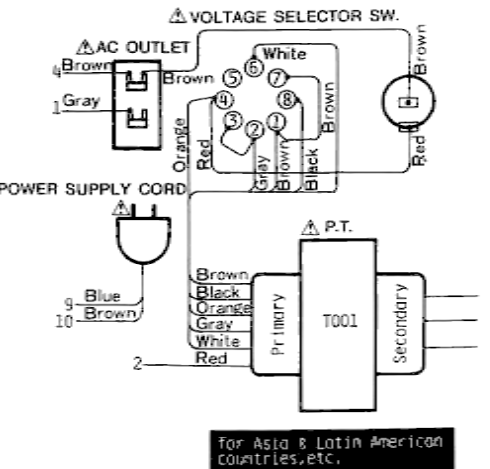 ⚠VOLTAGE SELECTOR SW.
⚠AC OUTLET
4 Brown
Brown
1 Gray
White
6
5
7
4
8
3
2
1
Brown
Brown
Red
Orange
Red
Gray
Brown
Black
POWER SUPPLY CORD
⚠
⚠ P.T.
Brown
Black
Orange
Gray
White
Red
2
9 Blue
10 Brown
Primary
T001
Secondary
for Asia & Latin American
countries,etc.